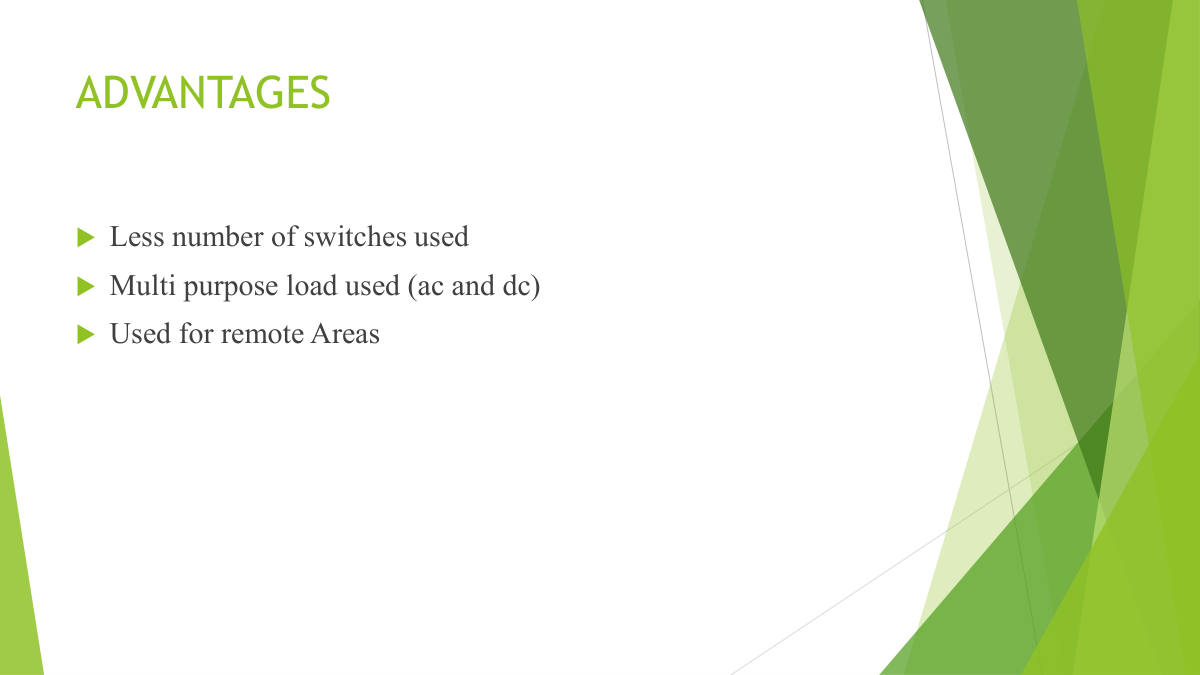 ADVANTAGES
Less number of switches used
Multi purpose load used (ac and dc)
Used for remote Areas